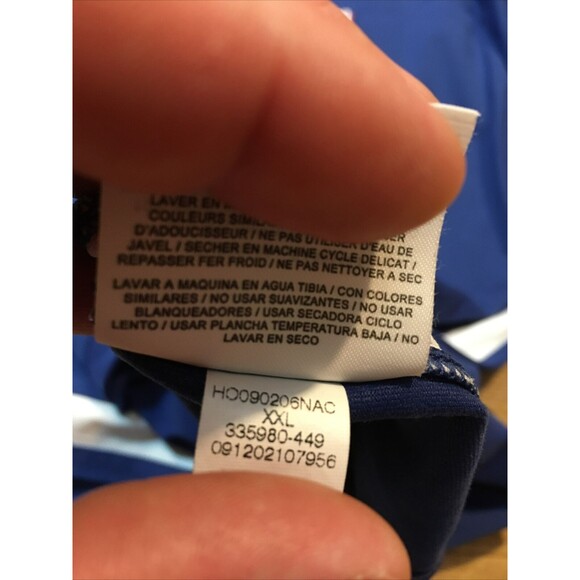 LAVER EN
COULEURS
D'ADOUCISSEUR / NE PAS UTILISER D'EAU DE
JAVEL / SECHER EN MACHINE CYCLE DELICAT /
REPASSER FER FROID / NE PAS NETTOYER A SEC
LAVAR A MAQUINA EN AGUA TIBIA / CON COLORES
SIMILARES / NO USAR SUAVIZANTES / NO USAR
BLANQUEADORES / USAR SECADORA CICLO
LENTO / USAR PLANCHA TEMPERATURA BAJA / NO
LAVAR EN SECO
HO090206NAC
XXL
335980-449
091202107956